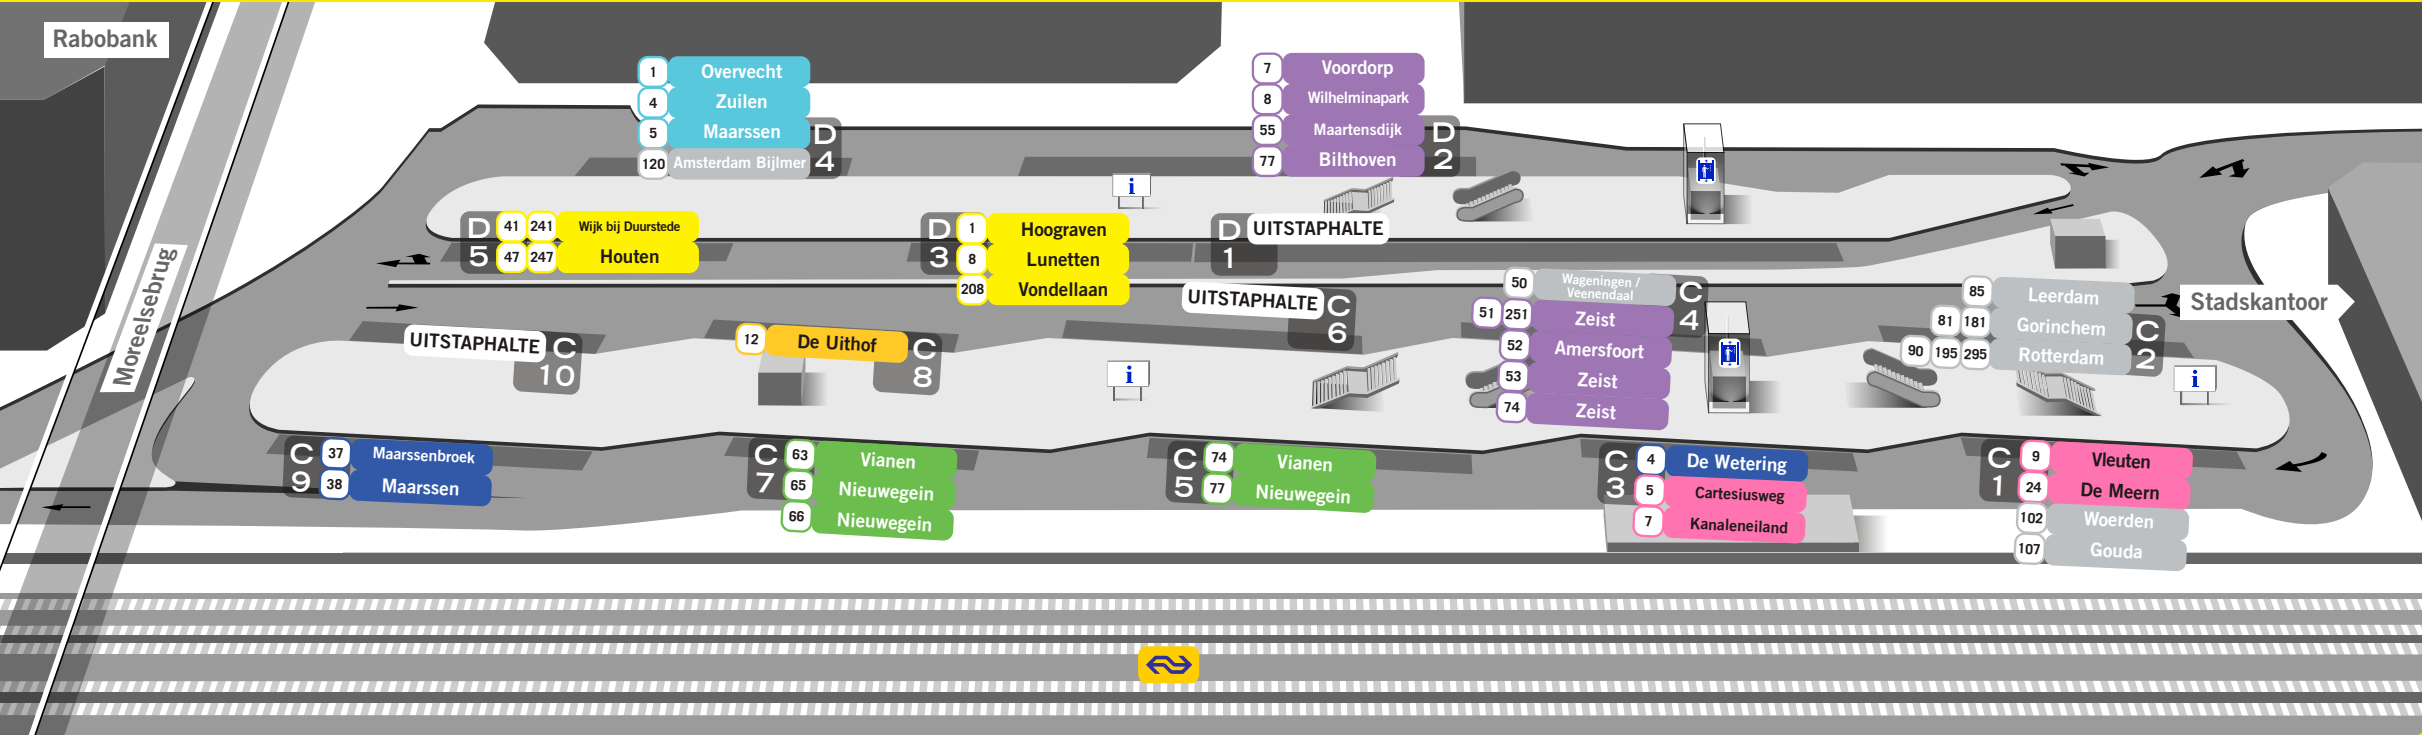 Rabobank
Moreelsebrug
1 Overvecht
4 Zuilen
5 Maarssen
120 Amsterdam Bijlmer
D 4
7 Voordorp
8 Wilhelminapark
55 Maartensdijk
77 Bilthoven
D 2
i
D 5
41 241 Wijk bij Duurstede
47 247 Houten
D 3
1 Hoograven
8 Lunetten
208 Vondellaan
D 1
UITSTAPHALTE
UITSTAPHALTE
C 6
50 Wageningen /
Veenendaal
51 251 Zeist
52 Amersfoort
53 Zeist
74 Zeist
C 4
85 Leerdam
81 181 Gorinchem
90 195 295 Rotterdam
C 2
Stadskantoor
UITSTAPHALTE
C 10
12 De Uithof
C 8
i
i
C 9
37 Maarssenbroek
38 Maarssen
C 7
63 Vianen
65 Nieuwegein
66 Nieuwegein
C 5
74 Vianen
77 Nieuwegein
C 3
4 De Wetering
5 Cartesiusweg
7 Kanaleneiland
C 1
9 Vleuten
24 De Meern
102 Woerden
107 Gouda